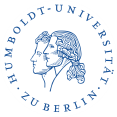 HUMBOLDT-UNIVERSITÄT
· ZU BERLIN ·